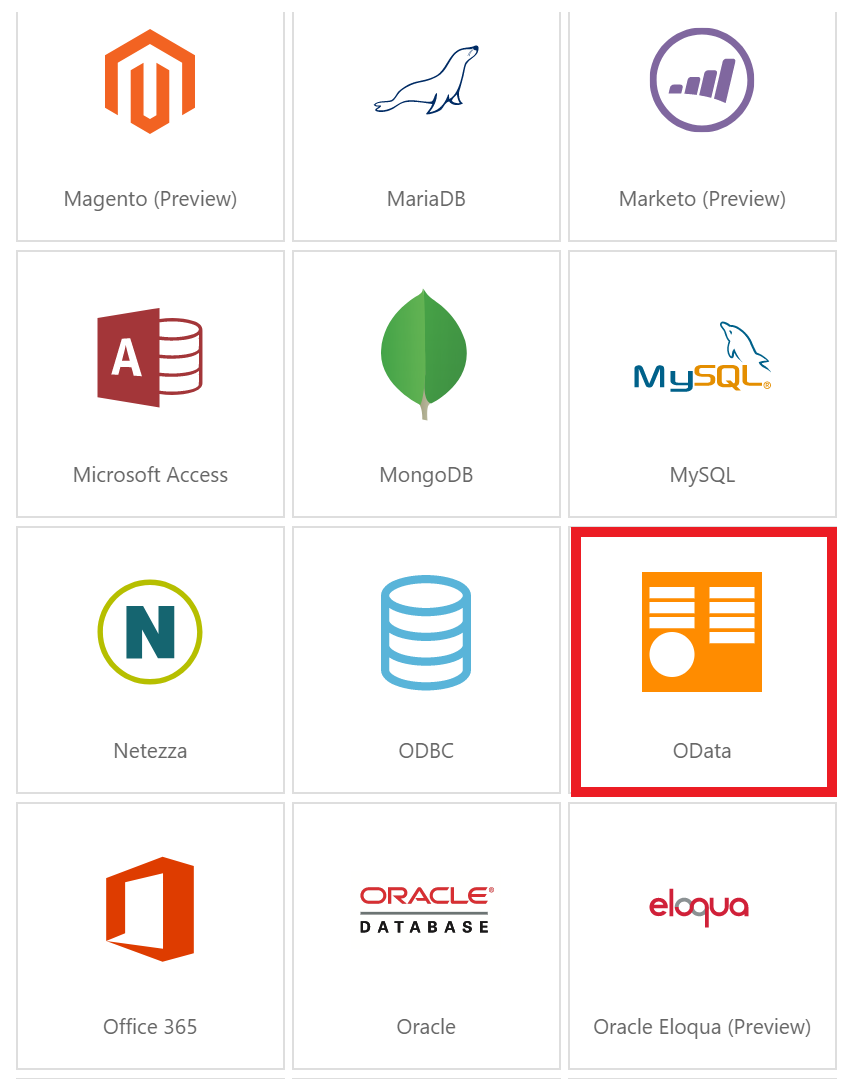 Magento (Preview)
MariaDB
Marketo (Preview)
A
MySQL®
Microsoft Access
MongoDB
MySQL
N
Netezza
ODBC
OData
ORACLE®
DATABASE
eloqua
Office 365
Oracle
Oracle Eloqua (Preview)